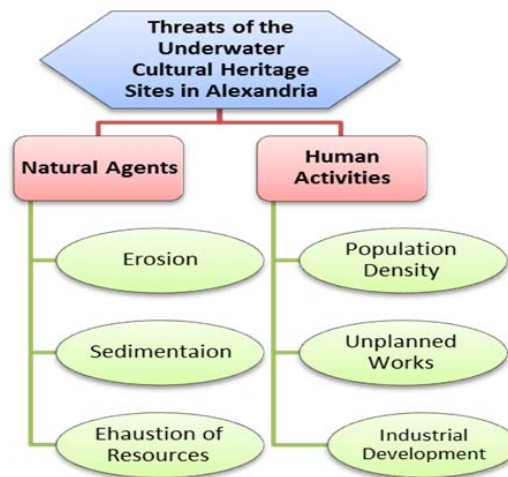 Threats of the
Underwater
Cultural Heritage
Sites in Alexandria
Natural Agents
Human
Activities
Erosion
Population
Density
Sedimentaion
Unplanned
Works
Ehaustion of
Resources
Industrial
Development